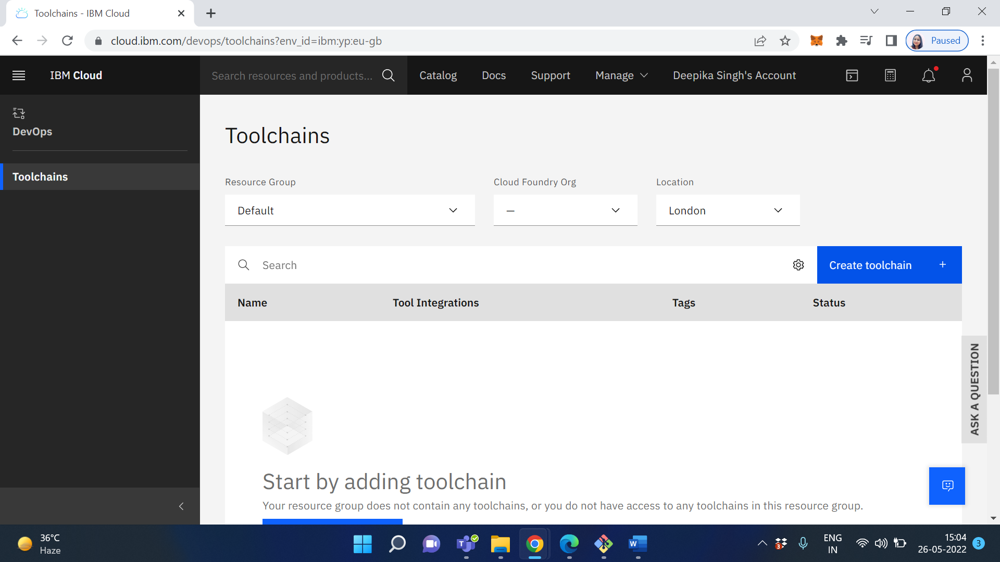 Toolchains - IBM Cloud
cloud.ibm.com/devops/toolchains?env_id=ibm:yp:eu-gb
Paused
IBM Cloud
Search resources and products...
Catalog
Docs
Support
Manage
Deepika Singh's Account
DevOps
Toolchains
Toolchains
Resource Group
Cloud Foundry Org
Location
Default
—
London
Search
Create toolchain +
Name
Tool Integrations
Tags
Status
ASK A QUESTION
Start by adding toolchain
Your resource group does not contain any toolchains, or you do not have access to any toolchains in this resource group.
36°C
Haze
T
W
3
ENG
IN
15:04
26-05-2022
3